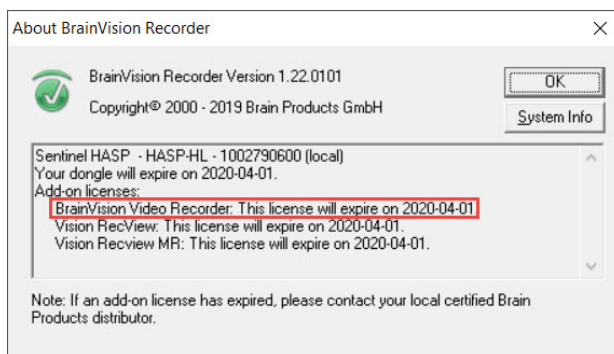 About BrainVision Recorder
BrainVision Recorder Version 1.22.0101
Copyright© 2000 - 2019 Brain Products GmbH
OK
System Info
Sentinel HASP - HASP-HL - 1002790600 (local)
Your dongle will expire on 2020-04-01.
Add-on licenses:
BrainVision Video Recorder: This license will expire on 2020-04-01.
Vision RecView: This license will expire on 2020-04-01.
Vision Recview MR: This license will expire on 2020-04-01.
Note: If an add-on license has expired, please contact your local certified Brain
Products distributor.